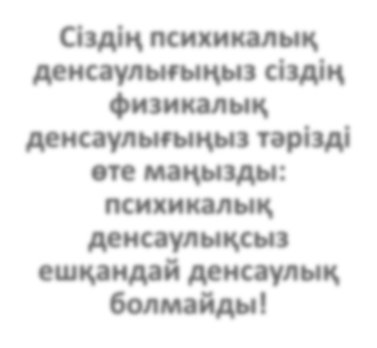 Сіздің психикалық
денсаулығыңыз сіздің
физикалық
денсаулығыңыз тәрізді
өте маңызды:
психикалық
денсаулықсыз
ешқандай денсаулық
болмайды!